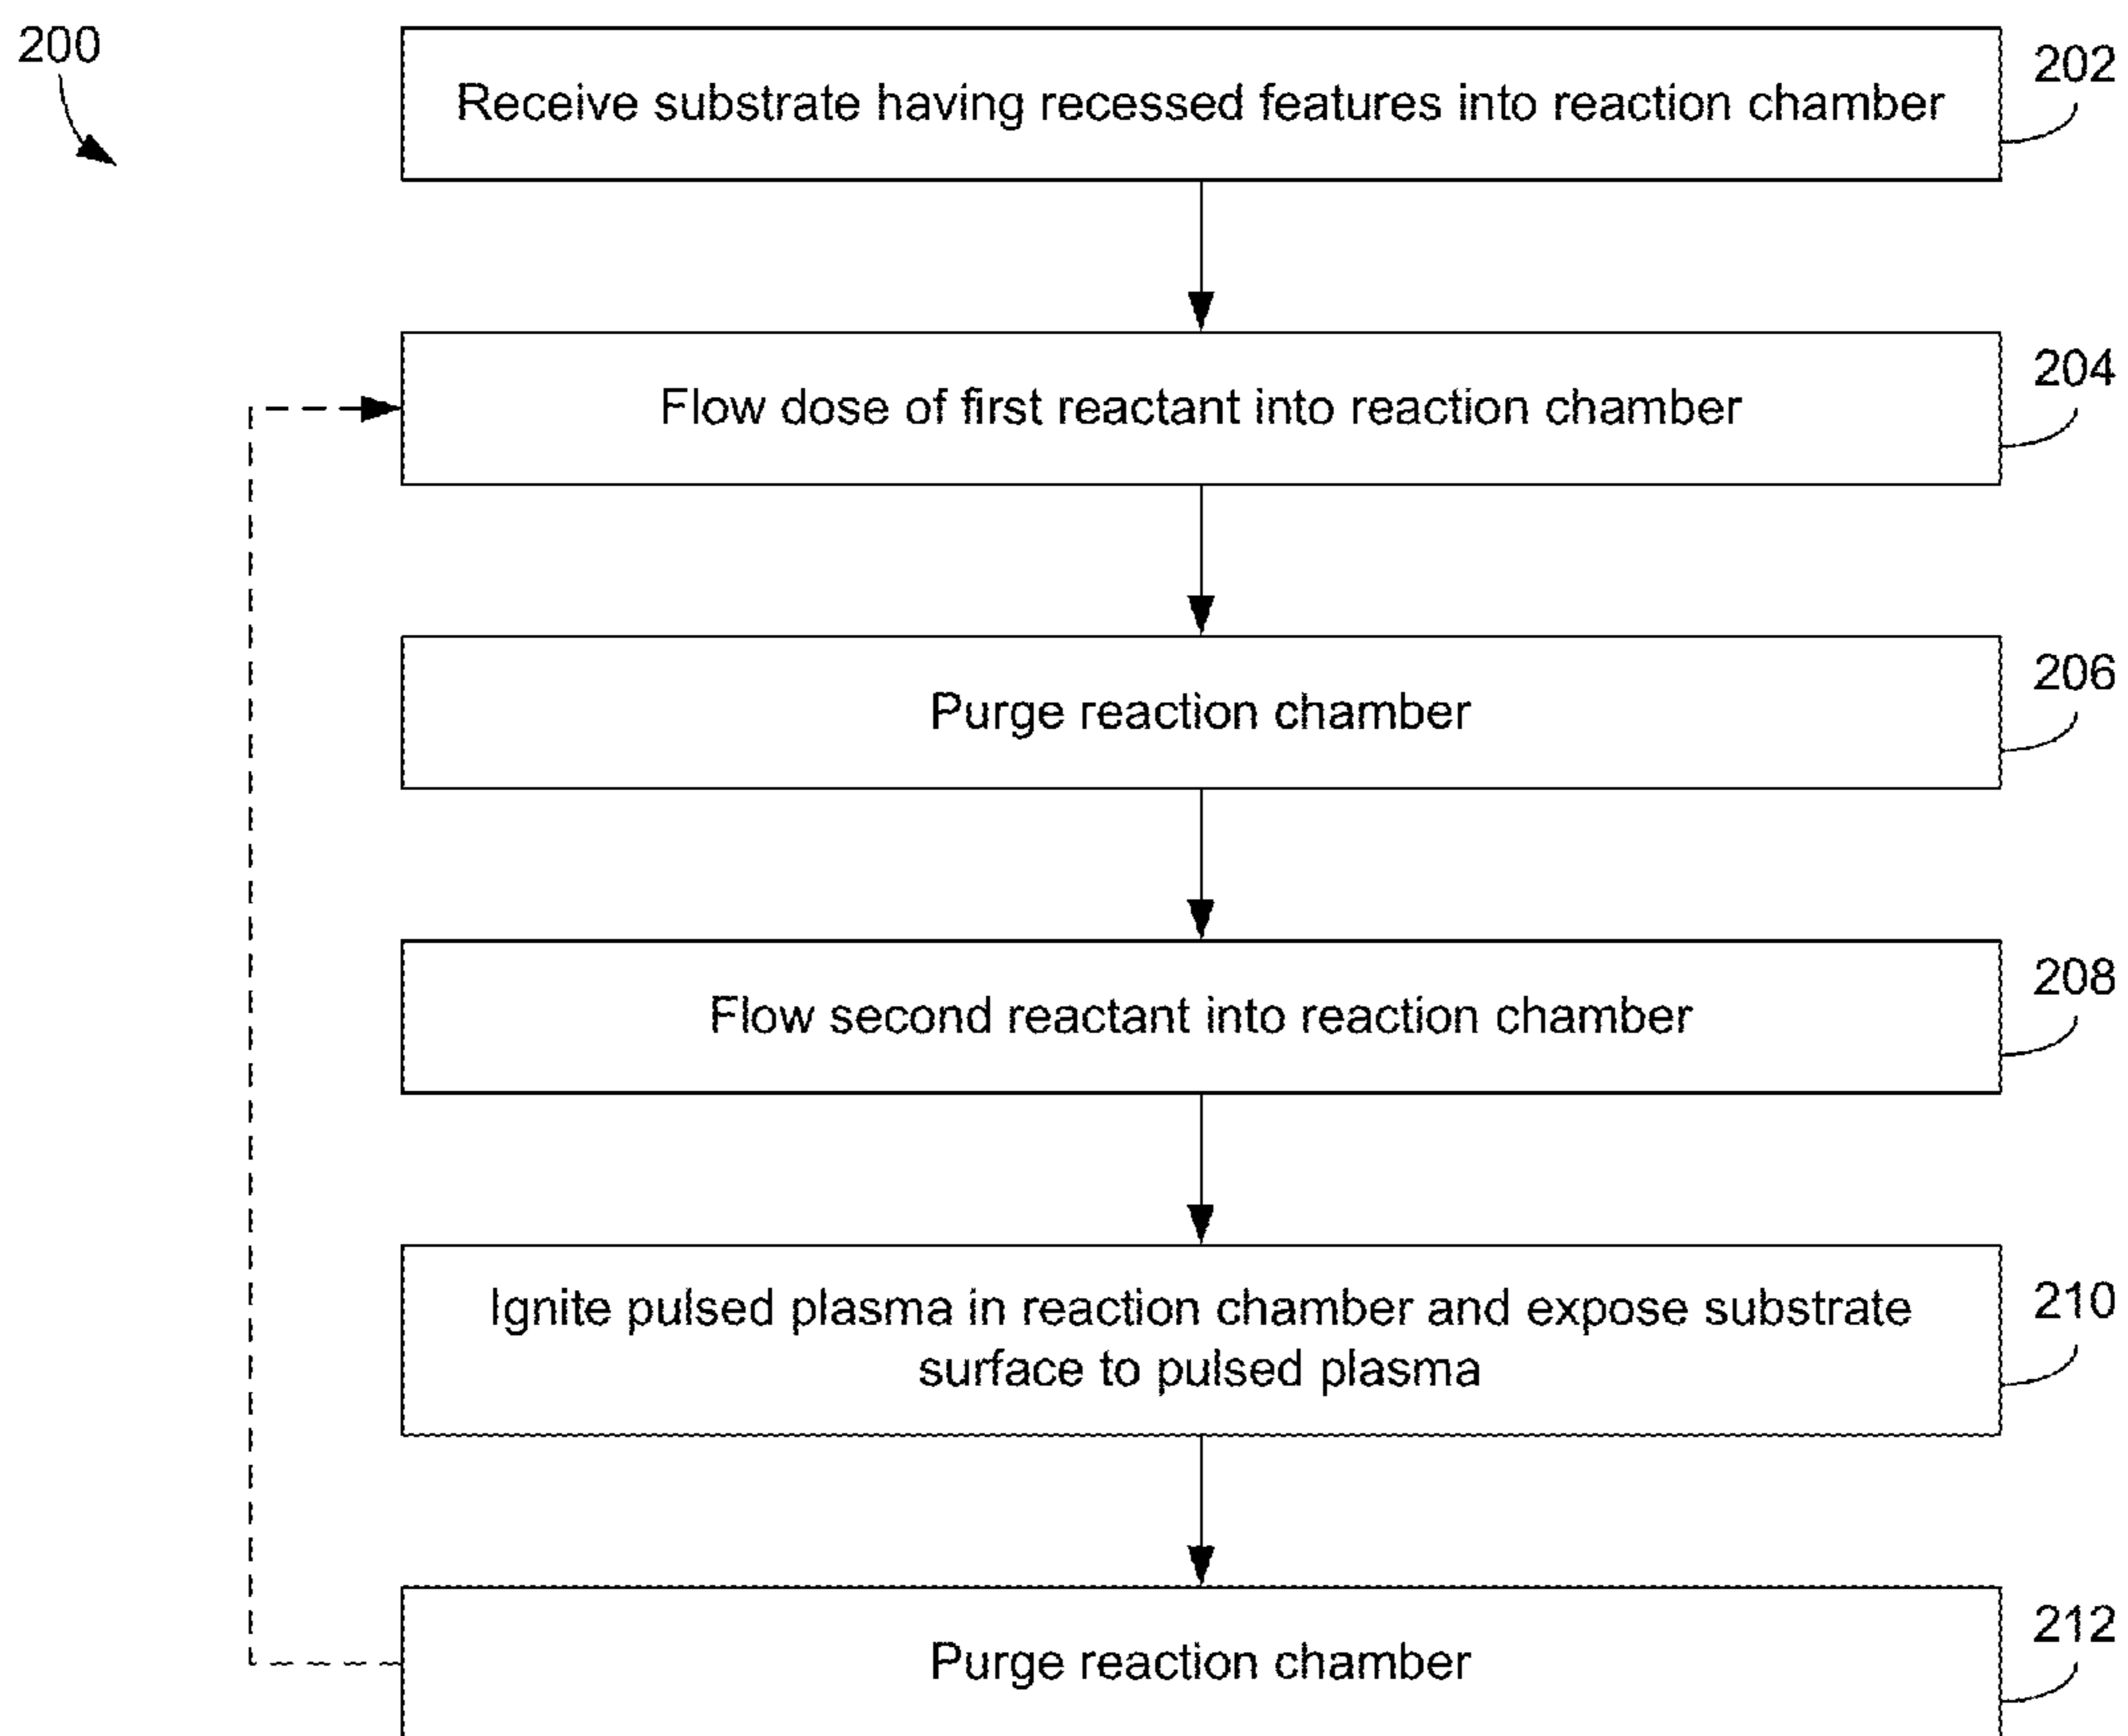 200
Receive substrate having recessed features into reaction chamber
202
Flow dose of first reactant into reaction chamber
204
Purge reaction chamber
206
Flow second reactant into reaction chamber
208
Ignite pulsed plasma in reaction chamber and expose substrate
surface to pulsed plasma
210
Purge reaction chamber
212